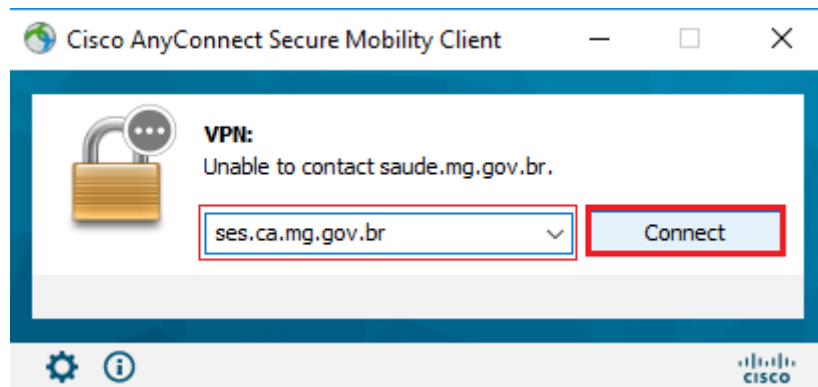 Cisco AnyConnect Secure Mobility Client
VPN:
Unable to contact saude.mg.gov.br.
ses.ca.mg.gov.br
Connect
CISCO